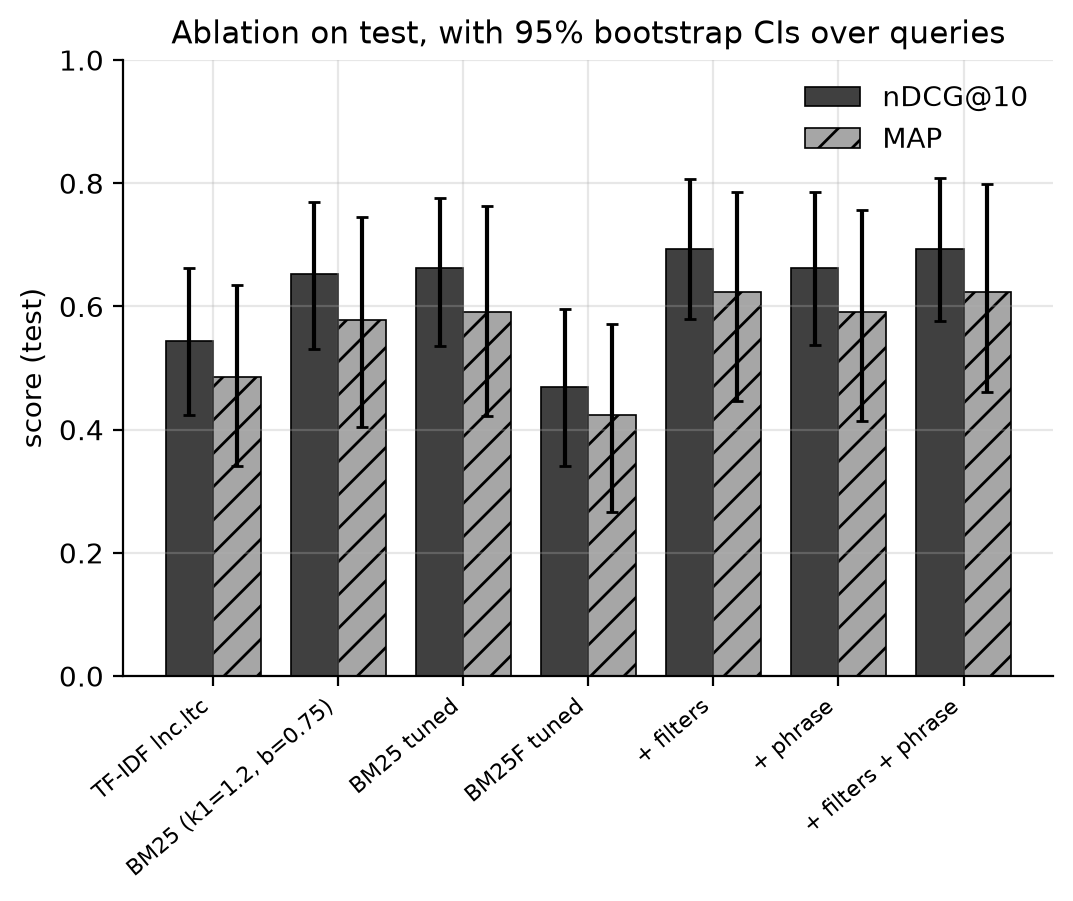 Ablation on test, with 95% bootstrap CIs over queries
nDCG@10
MAP
score (test)
1.0
0.8
0.6
0.4
0.2
0.0
TF-IDF lnc.ltc
BM25 (k1=1.2, b=0.75)
BM25 tuned
BM25F tuned
+ filters
+ phrase
+ filters + phrase